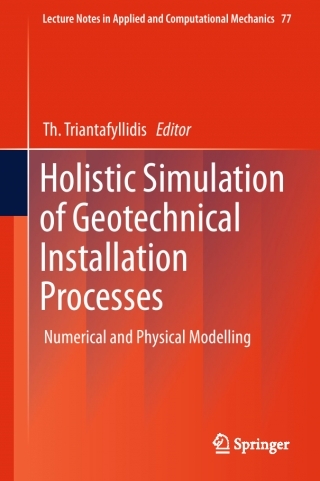 Lecture Notes in Applied and Computational Mechanics 77
Th. Triantafyllidis Editor
Holistic Simulation
of Geotechnical
Installation
Processes
Numerical and Physical Modelling
Springer